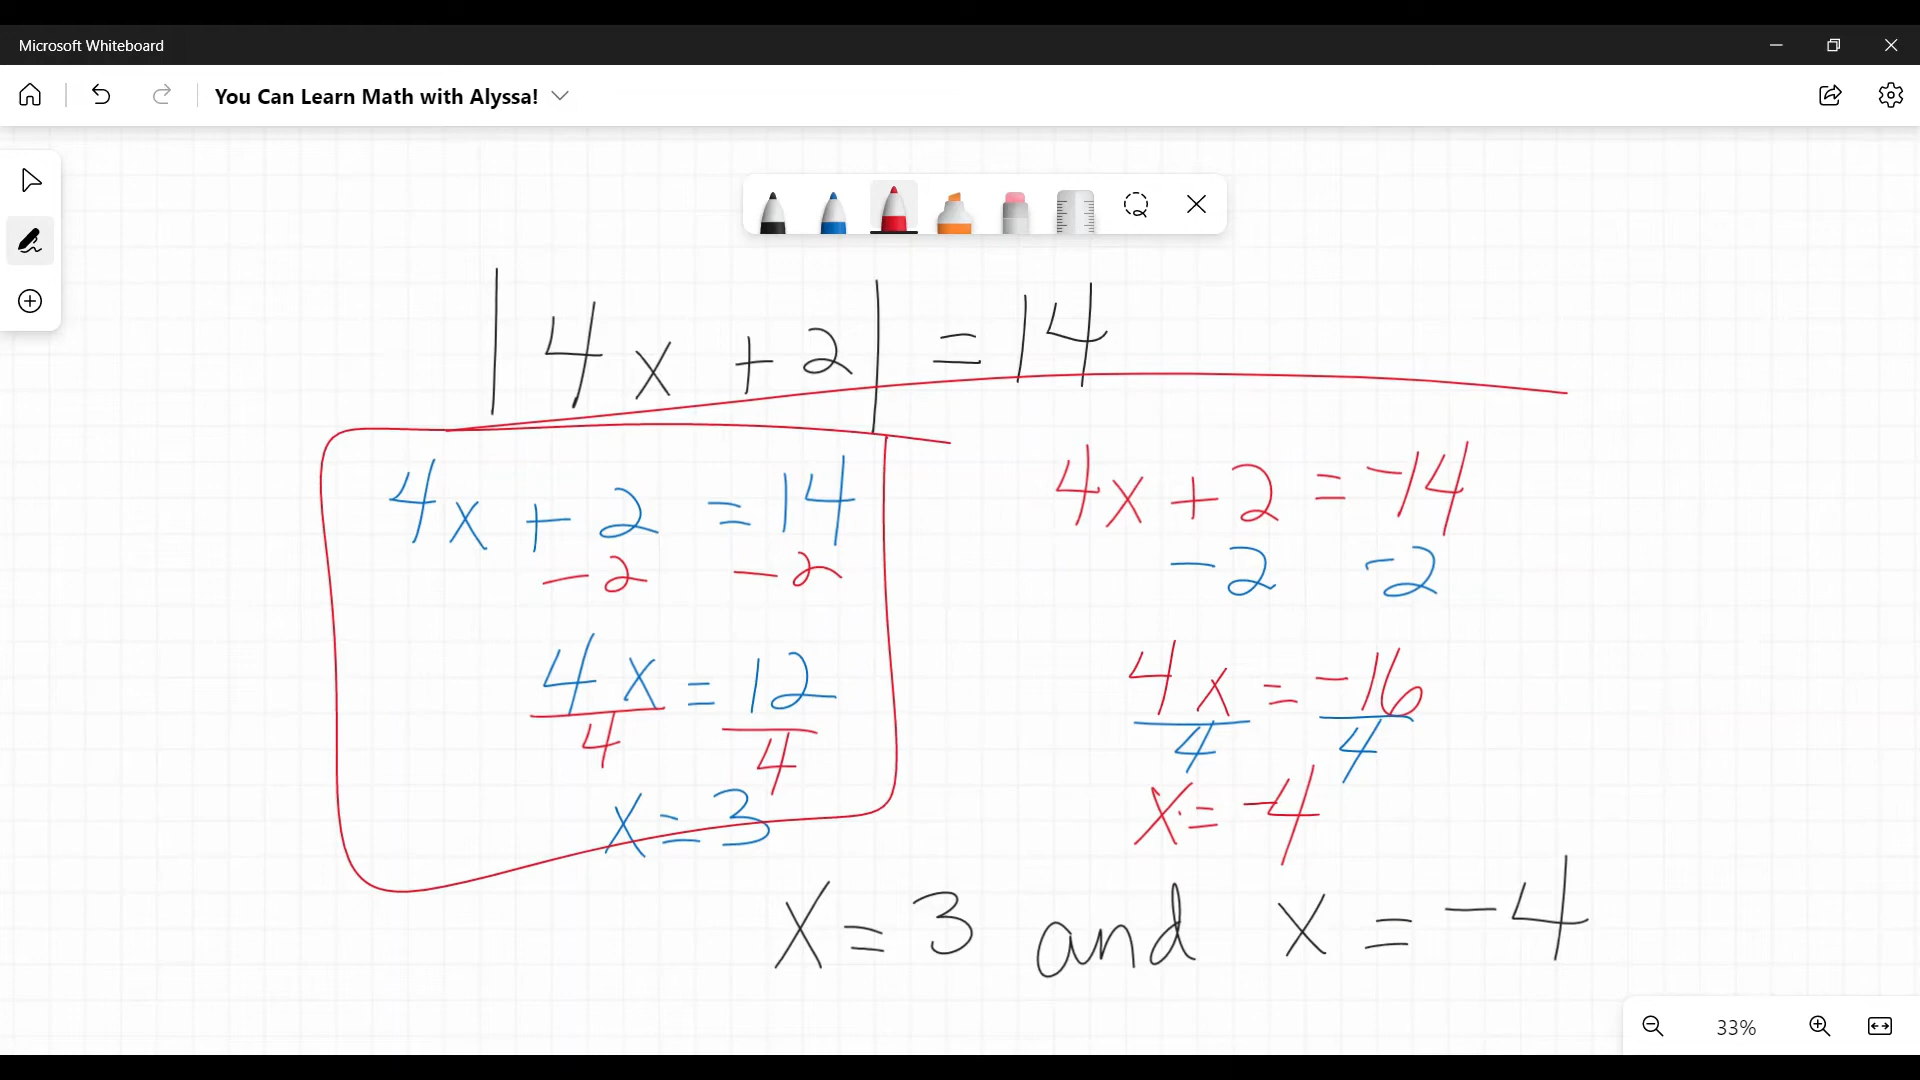 Microsoft Whiteboard
You Can Learn Math with Alyssa!
|4x + 2| = 14
4x + 2 = 14
- 2 - 2
4x = 12
4 4
x = 3
4x + 2 = -14
- 2 -2
4x = -16
4 4
x = -4
x = 3 and x = -4
33%